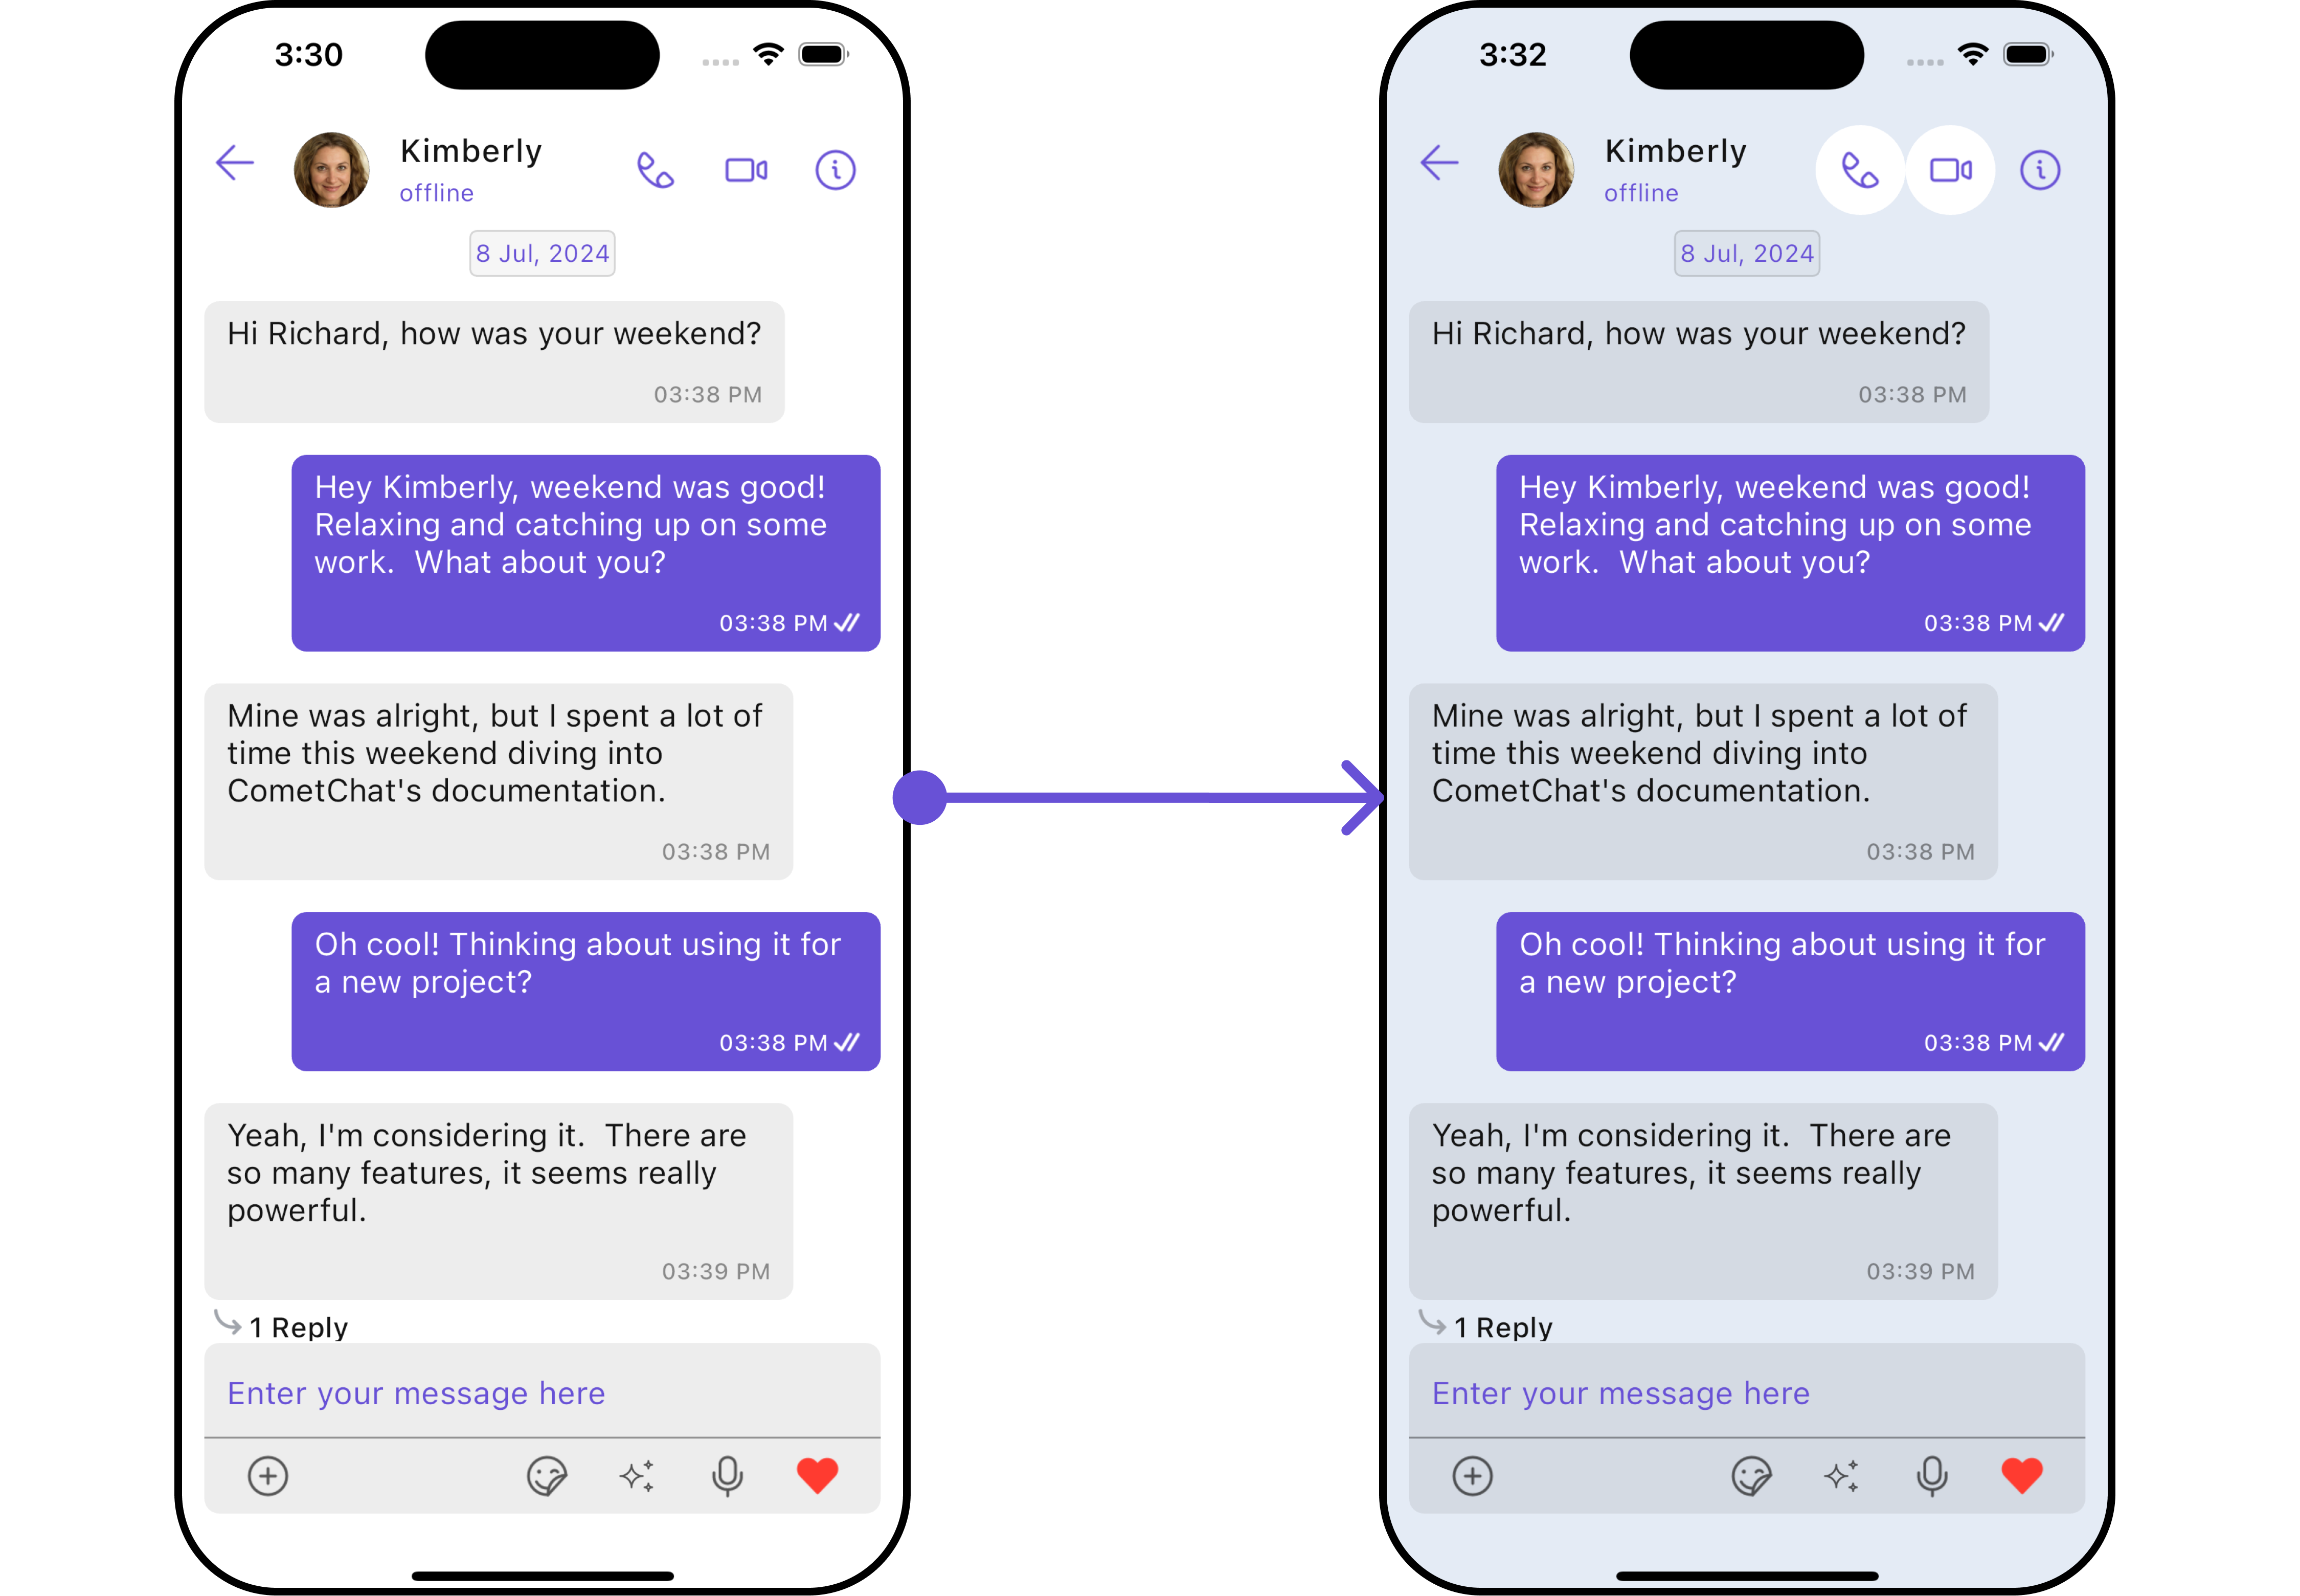 3:30
Kimberly
offline
8 Jul, 2024
Hi Richard, how was your weekend?
03:38 PM
Hey Kimberly, weekend was good!
Relaxing and catching up on some
work.  What about you?
03:38 PM
Mine was alright, but I spent a lot of
time this weekend diving into
CometChat's documentation.
03:38 PM
Oh cool! Thinking about using it for
a new project?
03:38 PM
Yeah, I'm considering it.  There are
so many features, it seems really
powerful.
03:39 PM
1 Reply
Enter your message here
3:32
Kimberly
offline
8 Jul, 2024
Hi Richard, how was your weekend?
03:38 PM
Hey Kimberly, weekend was good!
Relaxing and catching up on some
work.  What about you?
03:38 PM
Mine was alright, but I spent a lot of
time this weekend diving into
CometChat's documentation.
03:38 PM
Oh cool! Thinking about using it for
a new project?
03:38 PM
Yeah, I'm considering it.  There are
so many features, it seems really
powerful.
03:39 PM
1 Reply
Enter your message here